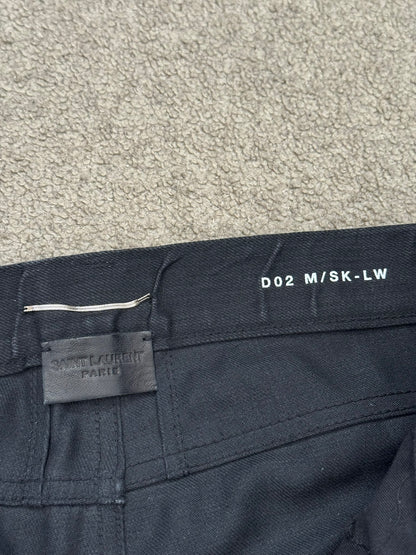 D02 M/SK-LW
SAINT LAURENT
PARIS